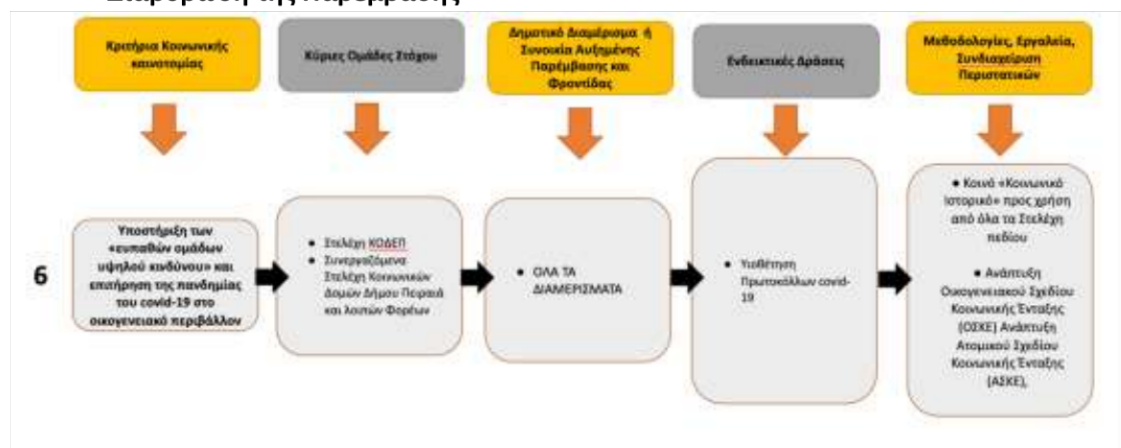 Κριτήρια Κοινωνικής
καινοτομίας
Κύριες Ομάδες Στόχου
Δημοτικό Διαμέρισμα ή
Συνοικία Αυξημένης
Παρέμβασης και
Φροντίδας
Ενδεικτικές Δράσεις
Μεθοδολογίες, Εργαλεία,
Συνδιαχείριση
Περιστατικών
6
Υποστήριξη των
«ευπαθών ομάδων
υψηλού κινδύνου» και
επιτήρηση της πανδημίας
του covid-19 στο
οικογενειακό περιβάλλον
● Στελέχη ΚΟΔΕΠ
● Συνεργαζόμενα
Στελέχη Κοινωνικών
Δομών Δήμου Πειραιά
και λοιπών Φορέων
● ΟΛΑ ΤΑ
ΔΙΑΜΕΡΙΣΜΑΤΑ
● Υιοθέτηση
Πρωτοκόλλων covid-
19
● Κοινό «Κοινωνικό
Ιστορικό» προς χρήση
από όλα τα Στελέχη
πεδίου
● Ανάπτυξη
Οικογενειακού Σχεδίου
Κοινωνικής Ένταξης
(ΟΣΚΕ) Ανάπτυξη
Ατομικού Σχεδίου
Κοινωνικής Ένταξης
(ΑΣΚΕ),